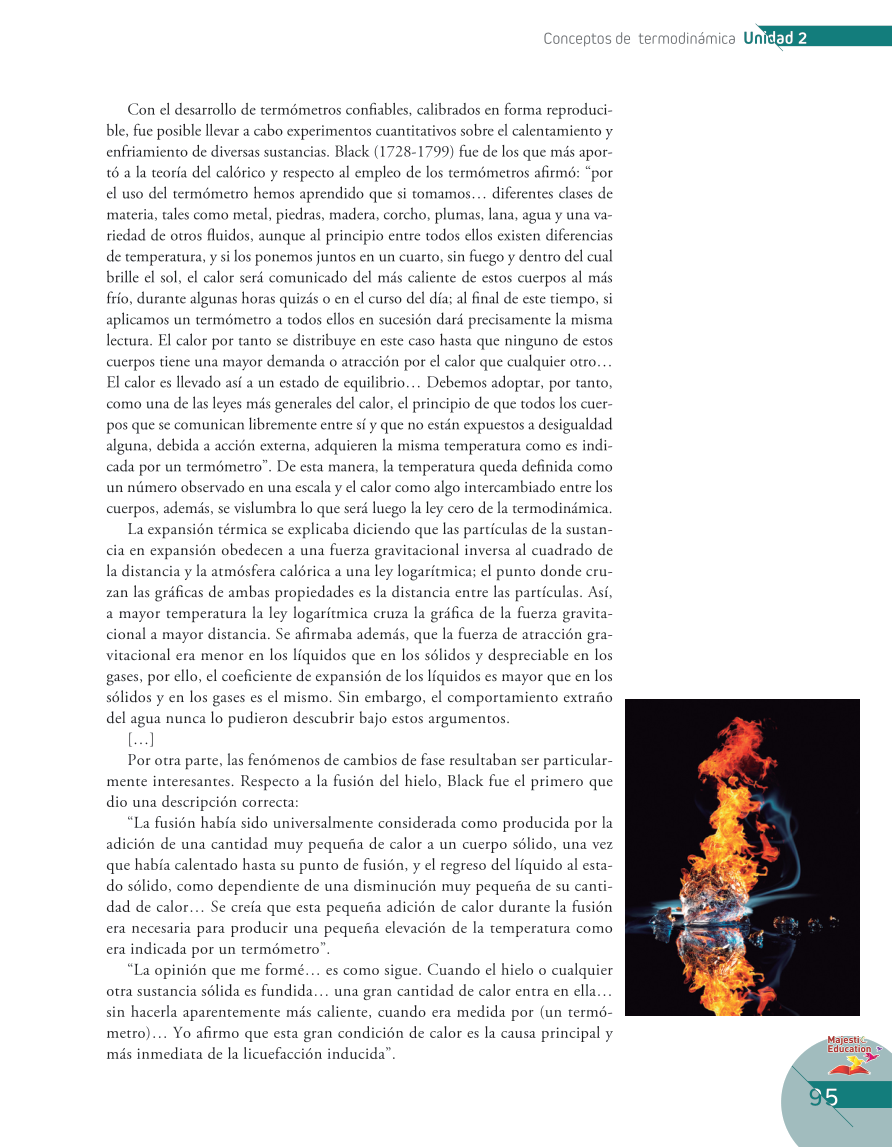 Conceptos de termodinámica Unidad 2
Con el desarrollo de termómetros confiables, calibrados en forma reproduci-
ble, fue posible llevar a cabo experimentos cuantitativos sobre el calentamiento y
enfriamiento de diversas sustancias. Black (1728-1799) fue de los que más apor-
tó a la teoría del calórico y respecto al empleo de los termómetros afirmó: “por
el uso del termómetro hemos aprendido que si tomamos… diferentes clases de
materia, tales como metal, piedras, madera, corcho, plumas, lana, agua y una va-
riedad de otros fluidos, aunque al principio entre todos ellos existen diferencias
de temperatura, y si los ponemos juntos en un cuarto, sin fuego y dentro del cual
brille el sol, el calor será comunicado del más caliente de estos cuerpos al más
frío, durante algunas horas quizás o en el curso del día; al final de este tiempo, si
aplicamos un termómetro a todos ellos en sucesión dará precisamente la misma
lectura. El calor por tanto se distribuye en este caso hasta que ninguno de estos
cuerpos tiene una mayor demanda o atracción por el calor que cualquier otro…
El calor es llevado así a un estado de equilibrio… Debemos adoptar, por tanto,
como una de las leyes más generales del calor, el principio de que todos los cuer-
pos que se comunican libremente entre sí y que no están expuestos a desigualdad
alguna, debida a acción externa, adquieren la misma temperatura como es indi-
cada por un termómetro”. De esta manera, la temperatura queda definida como
un número observado en una escala y el calor como algo intercambiado entre los
cuerpos, además, se vislumbra lo que será luego la ley cero de la termodinámica.
La expansión térmica se explicaba diciendo que las partículas de la sustan-
cia en expansión obedecen a una fuerza gravitacional inversa al cuadrado de
la distancia y la atmósfera calórica a una ley logarítmica; el punto donde cru-
zan las gráficas de ambas propiedades es la distancia entre las partículas. Así,
a mayor temperatura la ley logarítmica cruza la gráfica de la fuerza gravita-
cional a mayor distancia. Se afirmaba además, que la fuerza de atracción gra-
vitacional era menor en los líquidos que en los sólidos y despreciable en los
gases, por ello, el coeficiente de expansión de los líquidos es mayor que en los
sólidos y en los gases es el mismo. Sin embargo, el comportamiento extraño
del agua nunca lo pudieron descubrir bajo estos argumentos.
[…]
Por otra parte, las fenómenos de cambios de fase resultaban ser particular-
mente interesantes. Respecto a la fusión del hielo, Black fue el primero que
dio una descripción correcta:
“La fusión había sido universalmente considerada como producida por la
adición de una cantidad muy pequeña de calor a un cuerpo sólido, una vez
que había calentado hasta su punto de fusión, y el regreso del líquido al esta-
do sólido, como dependiente de una disminución muy pequeña de su canti-
dad de calor… Se creía que esta pequeña adición de calor durante la fusión
era necesaria para producir una pequeña elevación de la temperatura como
era indicada por un termómetro”.
“La opinión que me formé… es como sigue. Cuando el hielo o cualquier
otra sustancia sólida es fundida… una gran cantidad de calor entra en ella…
sin hacerla aparentemente más caliente, cuando era medida por (un termó-
metro)… Yo afirmo que esta gran condición de calor es la causa principal y
más inmediata de la licuefacción inducida”.
Majestic
Education
95